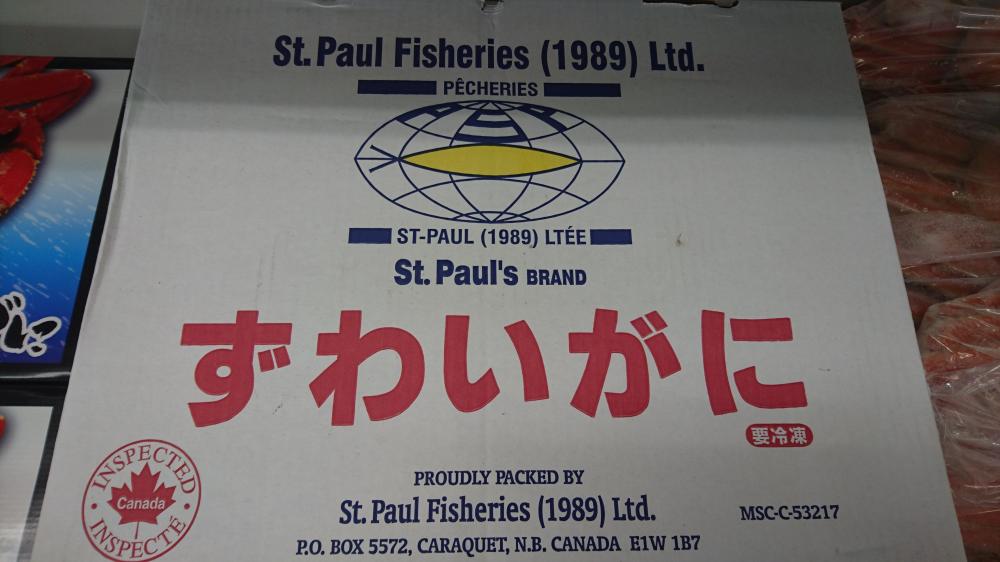 St. Paul Fisheries (1989) Ltd.
PÊCHERIES
ST-PAUL (1989) LTÉE
St. Paul's BRAND
ずわいがに
要冷凍
INSPECTED
Canada
INSPECTÉ
PROUDLY PACKED BY
St. Paul Fisheries (1989) Ltd.
MSC-C-53217
P.O. BOX 5572, CARAQUET, N.B. CANADA E1W 1B7